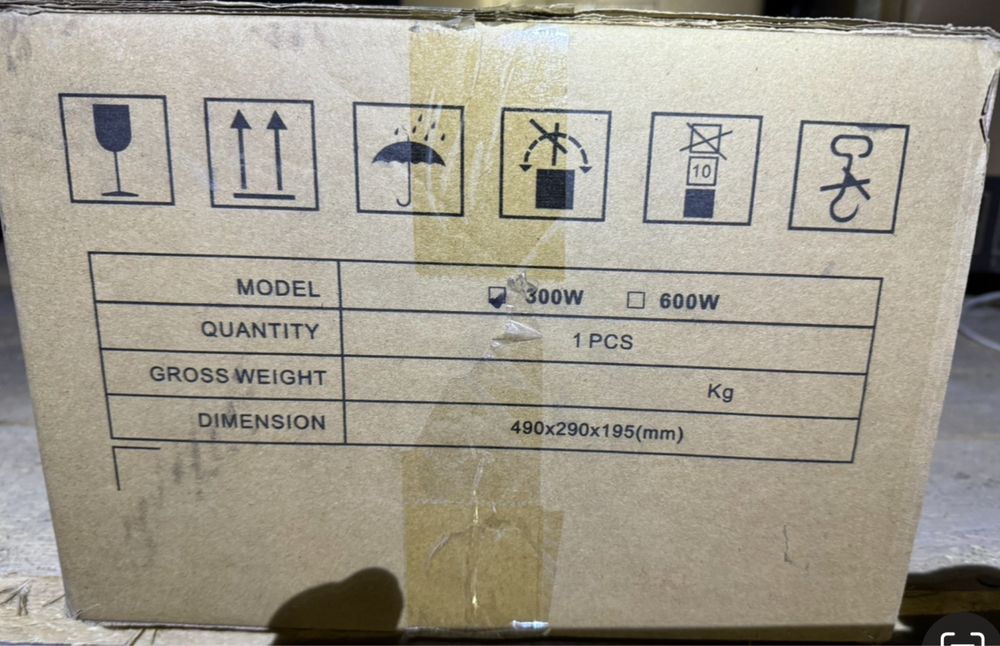 10
MODEL 300W 600W
QUANTITY 1 PCS
GROSS WEIGHT Kg
DIMENSION 490x290x195(mm)